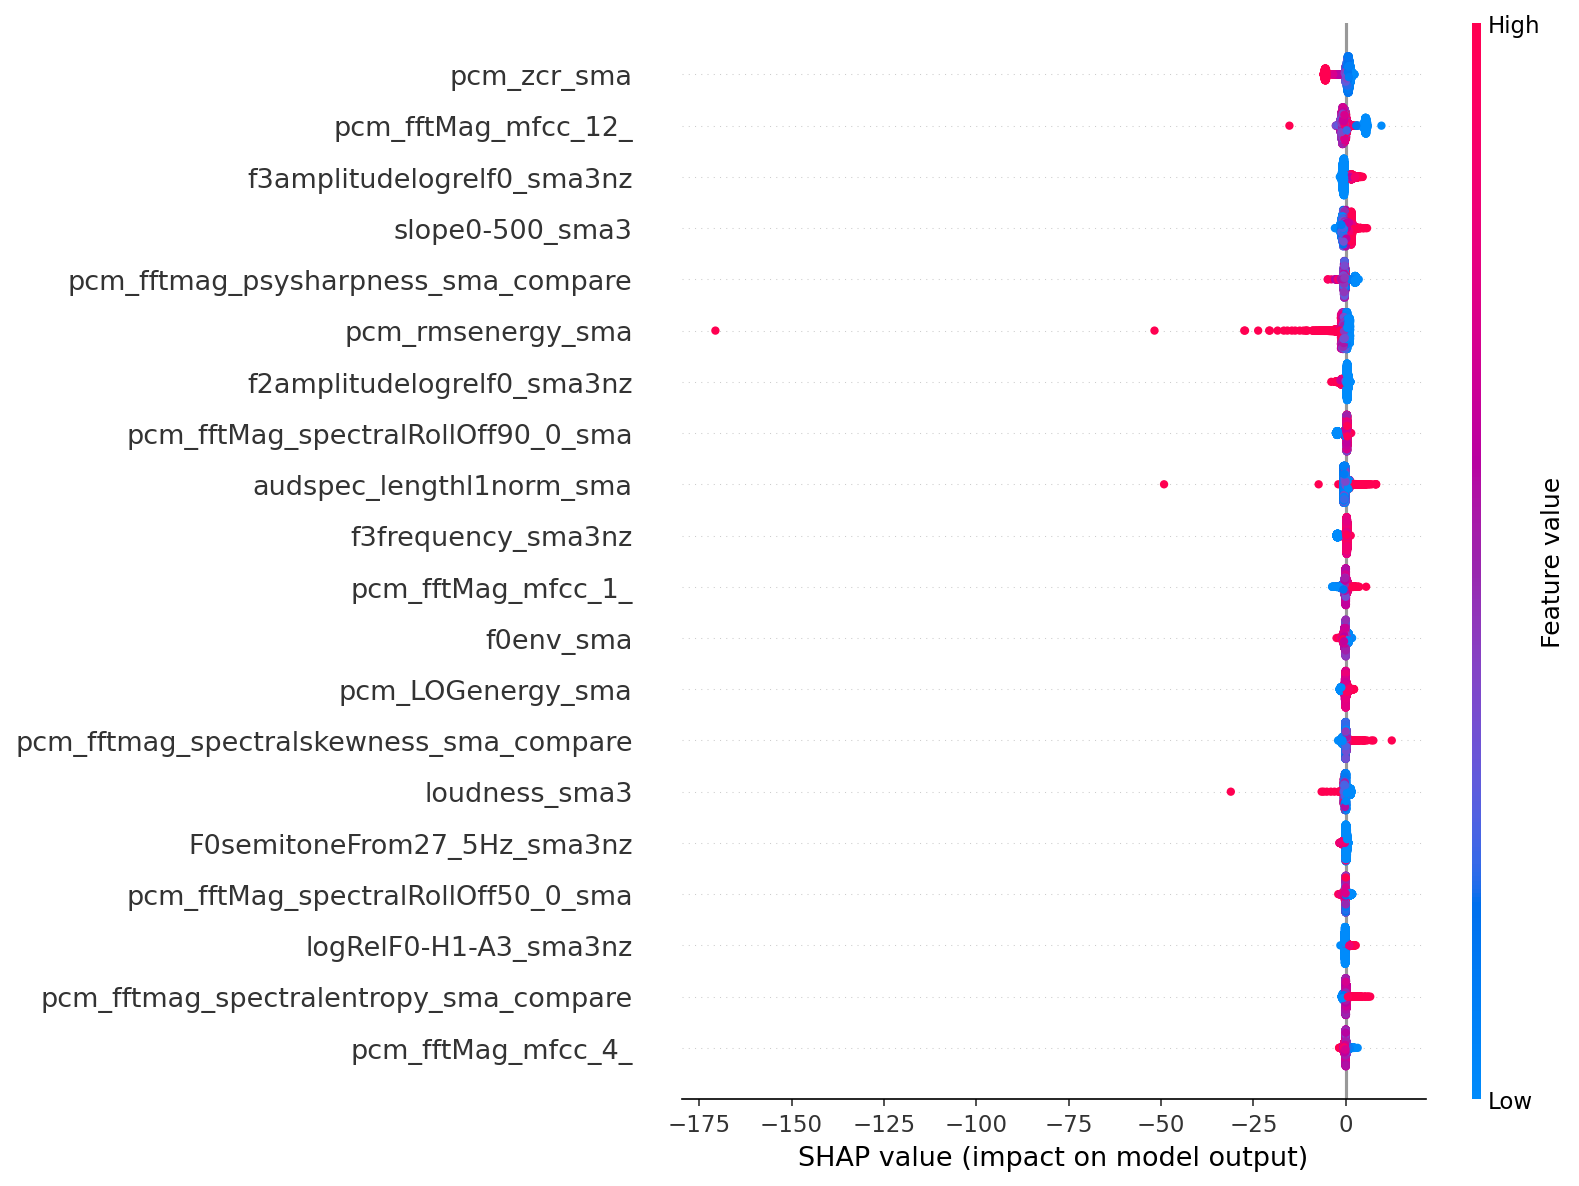 High
pcm_zcr_sma
pcm_fftMag_mfcc_12_
f3amplitudelogrelf0_sma3nz
slope0-500_sma3
pcm_fftmag_psysharpness_sma_compare
pcm_rmsenergy_sma
f2amplitudelogrelf0_sma3nz
pcm_fftMag_spectralRollOff90_0_sma
audspec_lengthl1norm_sma
f3frequency_sma3nz
pcm_fftMag_mfcc_1_
f0env_sma
pcm_LOGenergy_sma
pcm_fftmag_spectralskewness_sma_compare
loudness_sma3
F0semitoneFrom27_5Hz_sma3nz
pcm_fftMag_spectralRollOff50_0_sma
logRelF0-H1-A3_sma3nz
pcm_fftmag_spectralentropy_sma_compare
pcm_fftMag_mfcc_4_
Feature value
Low
−175 −150 −125 −100 −75 −50 −25 0
SHAP value (impact on model output)